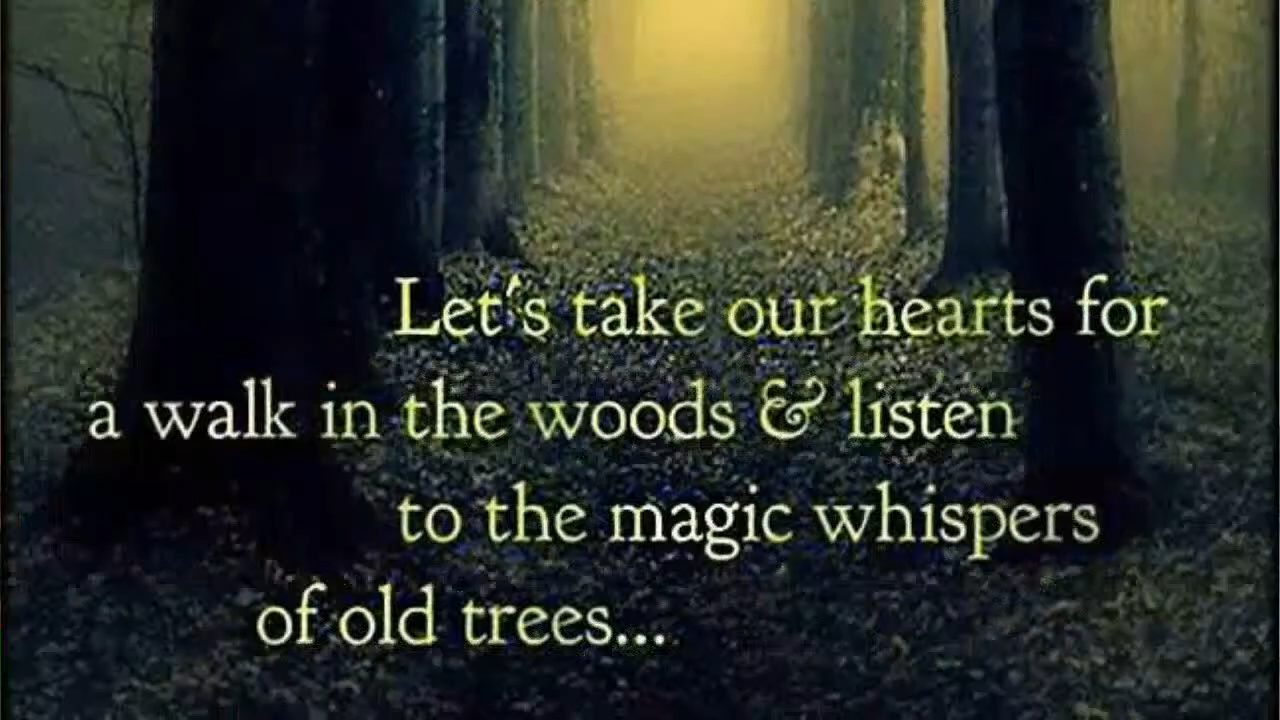 Let's take our hearts for
a walk in the woods & listen
to the magic whispers
of old trees...